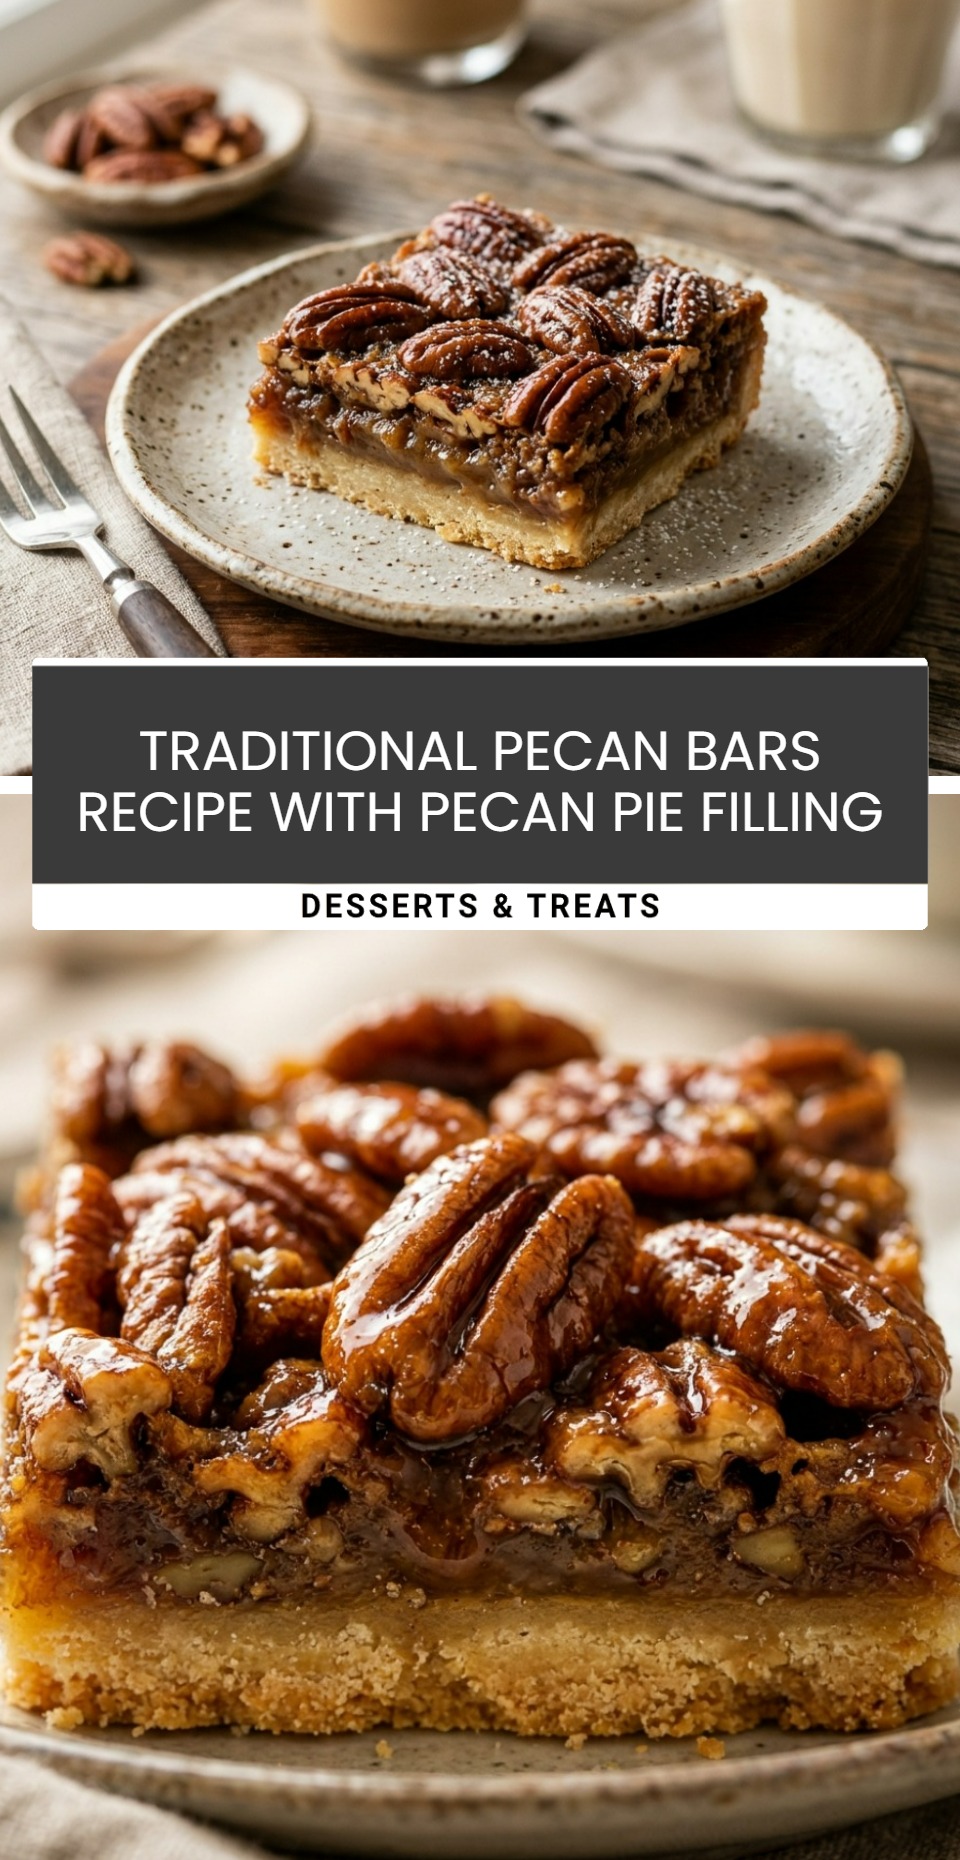 TRADITIONAL PECAN BARS
RECIPE WITH PECAN PIE FILLING
DESSERTS & TREATS